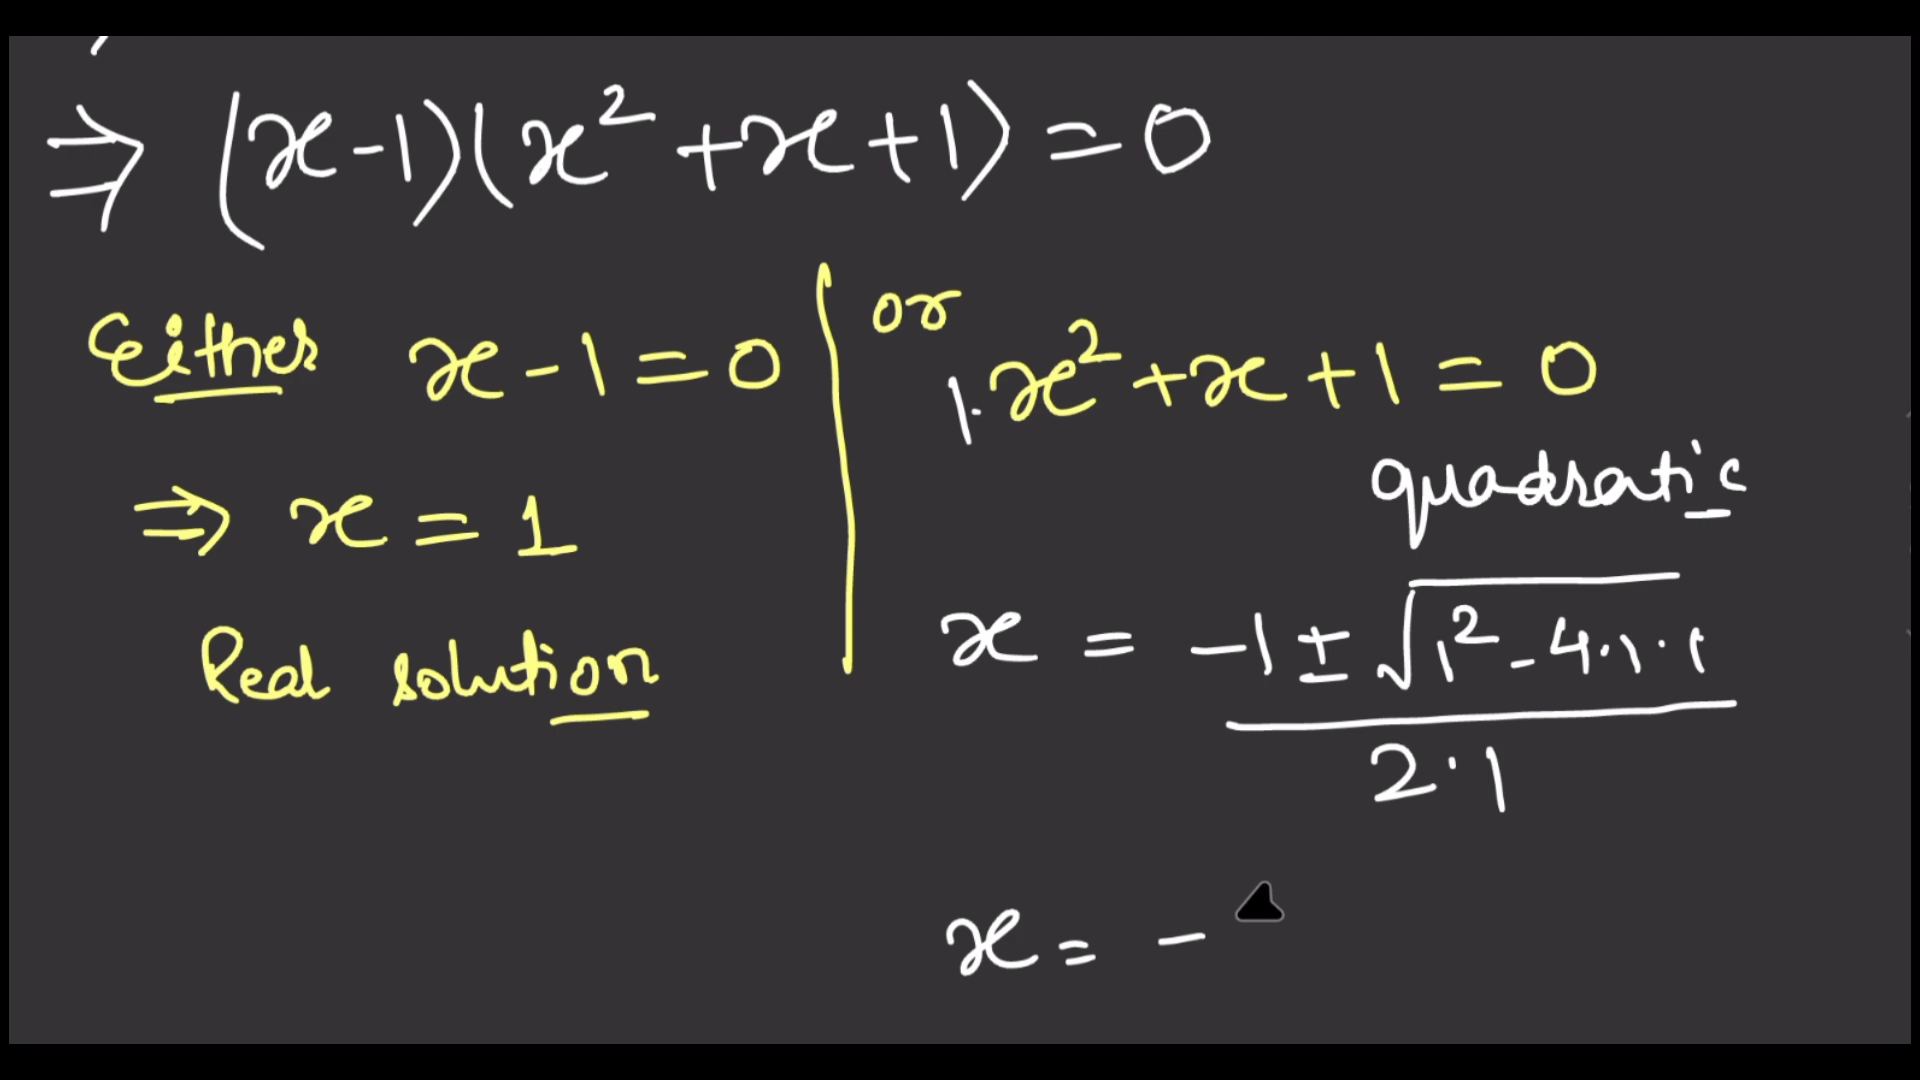 ⇒ (x-1)(x²+x+1)=0
Either x-1=0
⇒ x = 1
Real solution
or
1·x²+x+1=0
quadratic
x = (-1±√(1²-4·1·1))/(2·1)
x = -